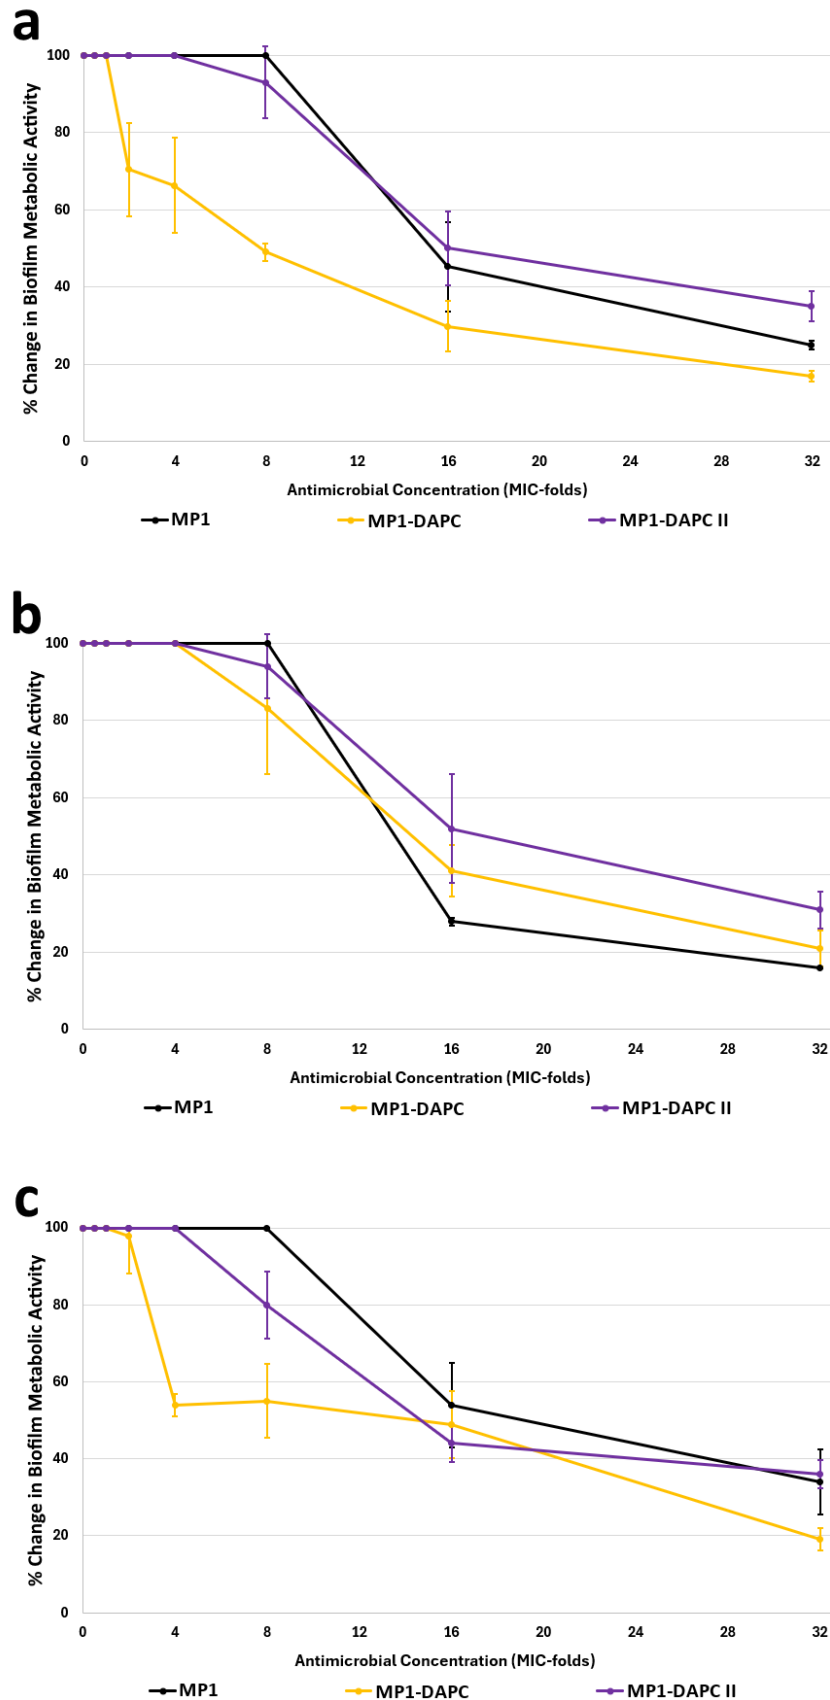 a
% Change in Biofilm Metabolic Activity
100
80
60
40
20
0
0 4 8 12 16 20 24 28 32
Antimicrobial Concentration (MIC-folds)
MP1 MP1-DAPC MP1-DAPC II
b
% Change in Biofilm Metabolic Activity
100
80
60
40
20
0
0 4 8 12 16 20 24 28 32
Antimicrobial Concentration (MIC-folds)
MP1 MP1-DAPC MP1-DAPC II
c
% Change in Biofilm Metabolic Activity
100
80
60
40
20
0
0 4 8 12 16 20 24 28 32
Antimicrobial Concentration (MIC-folds)
MP1 MP1-DAPC MP1-DAPC II